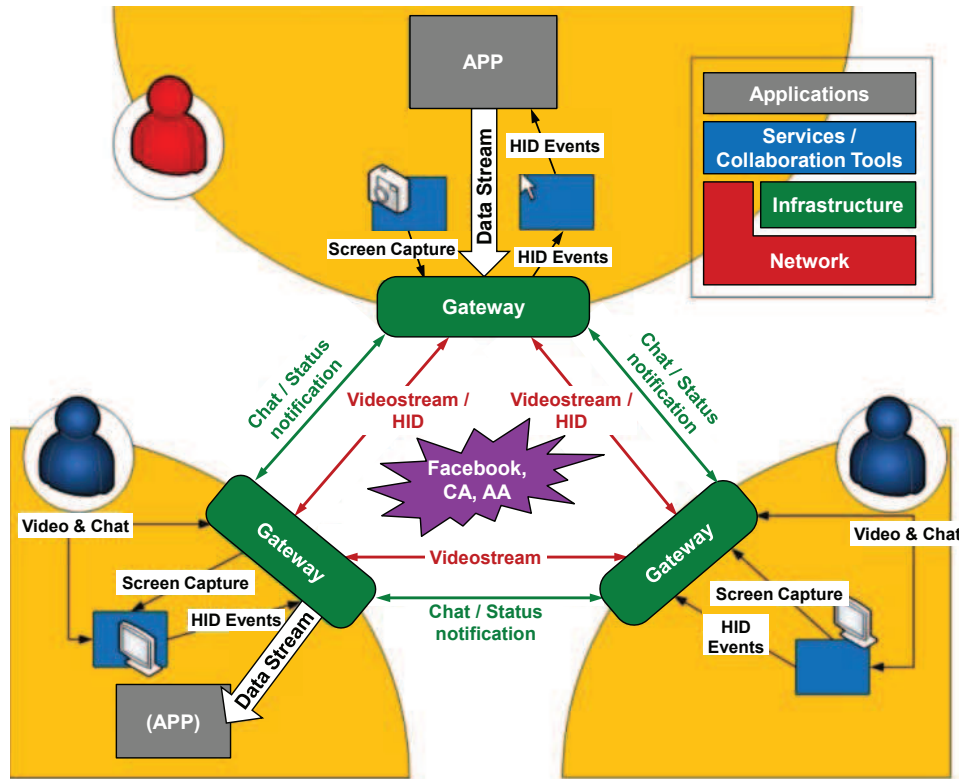 APP
Applications
Services /
Collaboration Tools
Infrastructure
Network
HID Events
Data Stream
Screen Capture
HID Events
Gateway
Chat / Status
notification
Videostream /
HID
Videostream /
HID
Chat / Status
notification
Facebook,
CA, AA
Video & Chat
Gateway
Screen Capture
HID Events
Data Stream
(APP)
Videostream
Chat / Status
notification
Gateway
Video & Chat
Screen Capture
HID
Events